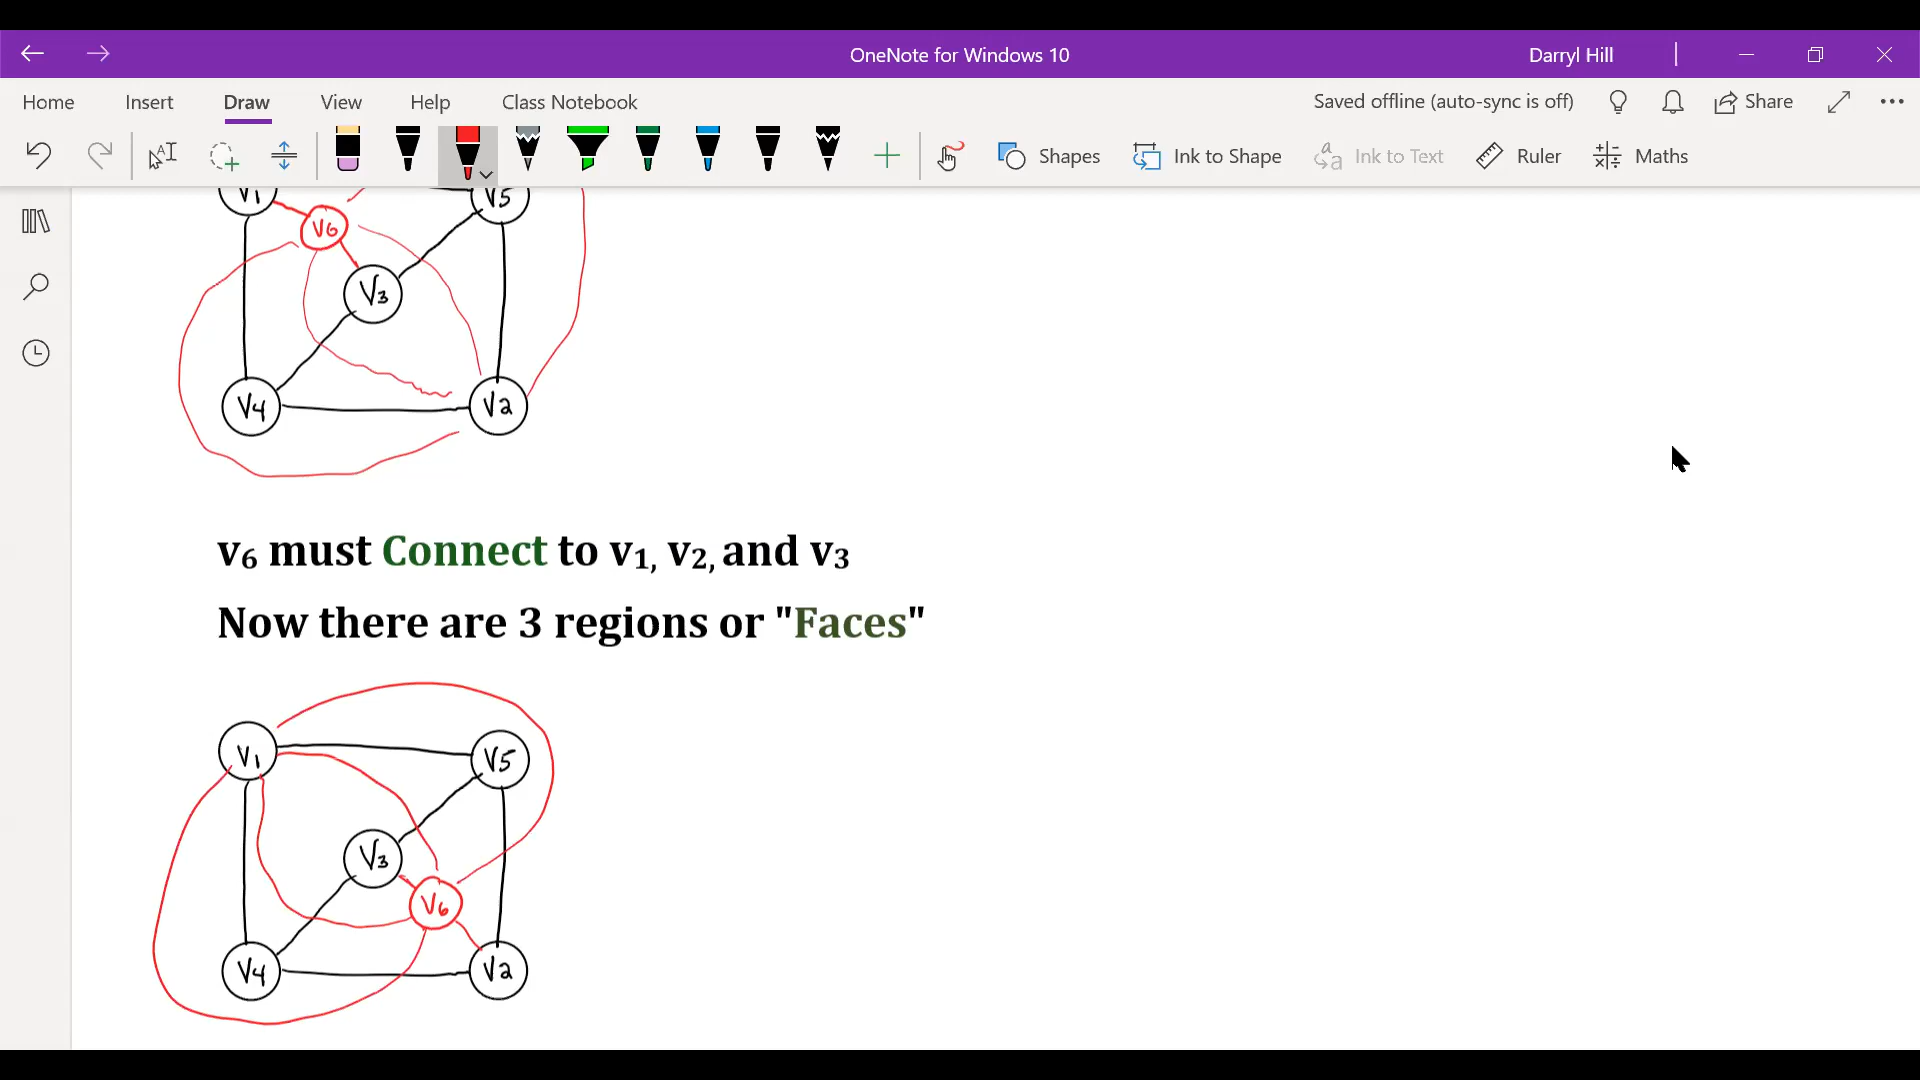 OneNote for Windows 10 Darryl Hill
Home Insert Draw View Help Class Notebook Saved offline (auto-sync is off) Share
Shapes Ink to Shape Ink to Text Ruler Maths
V1 V5
V6
V3
V4 V2
v₆ must Connect to v₁, v₂, and v₃
Now there are 3 regions or "Faces"
V1 V5
V3
V6
V4 V2